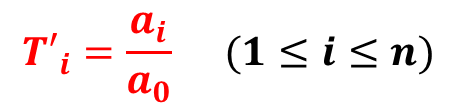 T'ᵢ = aᵢ / a₀ (1 ≤ i ≤ n)